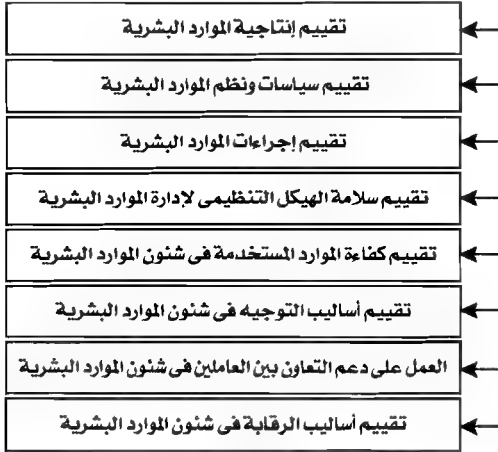 تقييم إنتاجية الموارد البشرية
تقييم سياسات ونظم الموارد البشرية
تقييم إجراءات الموارد البشرية
تقييم سلامة الهيكل التنظيمى لإدارة الموارد البشرية
تقييم كفاءة الموارد المستخدمة فى شئون الموارد البشرية
تقييم أساليب التوجيه فى شئون الموارد البشرية
العمل على دعم التعاون بين العاملين فى شئون الموارد البشرية
تقييم أساليب الرقابة فى شئون الموارد البشرية